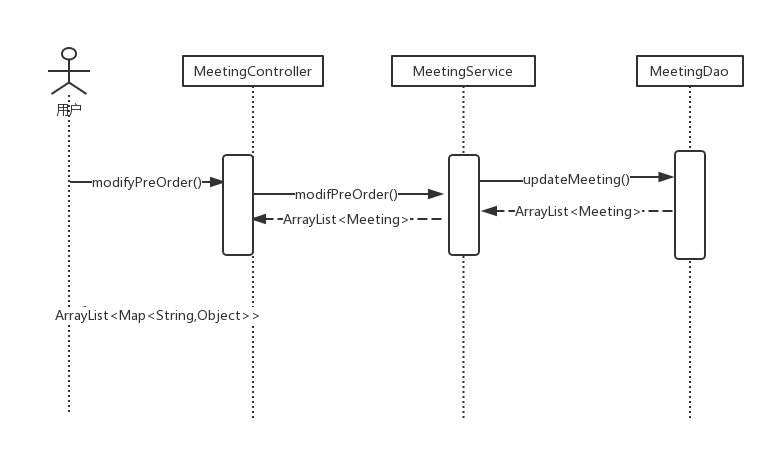 MeetingController
MeetingService
MeetingDao
用户
modifyPreOrder()
updateMeeting()
modifPreOrder()
ArrayList<Meeting>
ArrayList<Meeting>
ArrayList<Map<String,Object>>